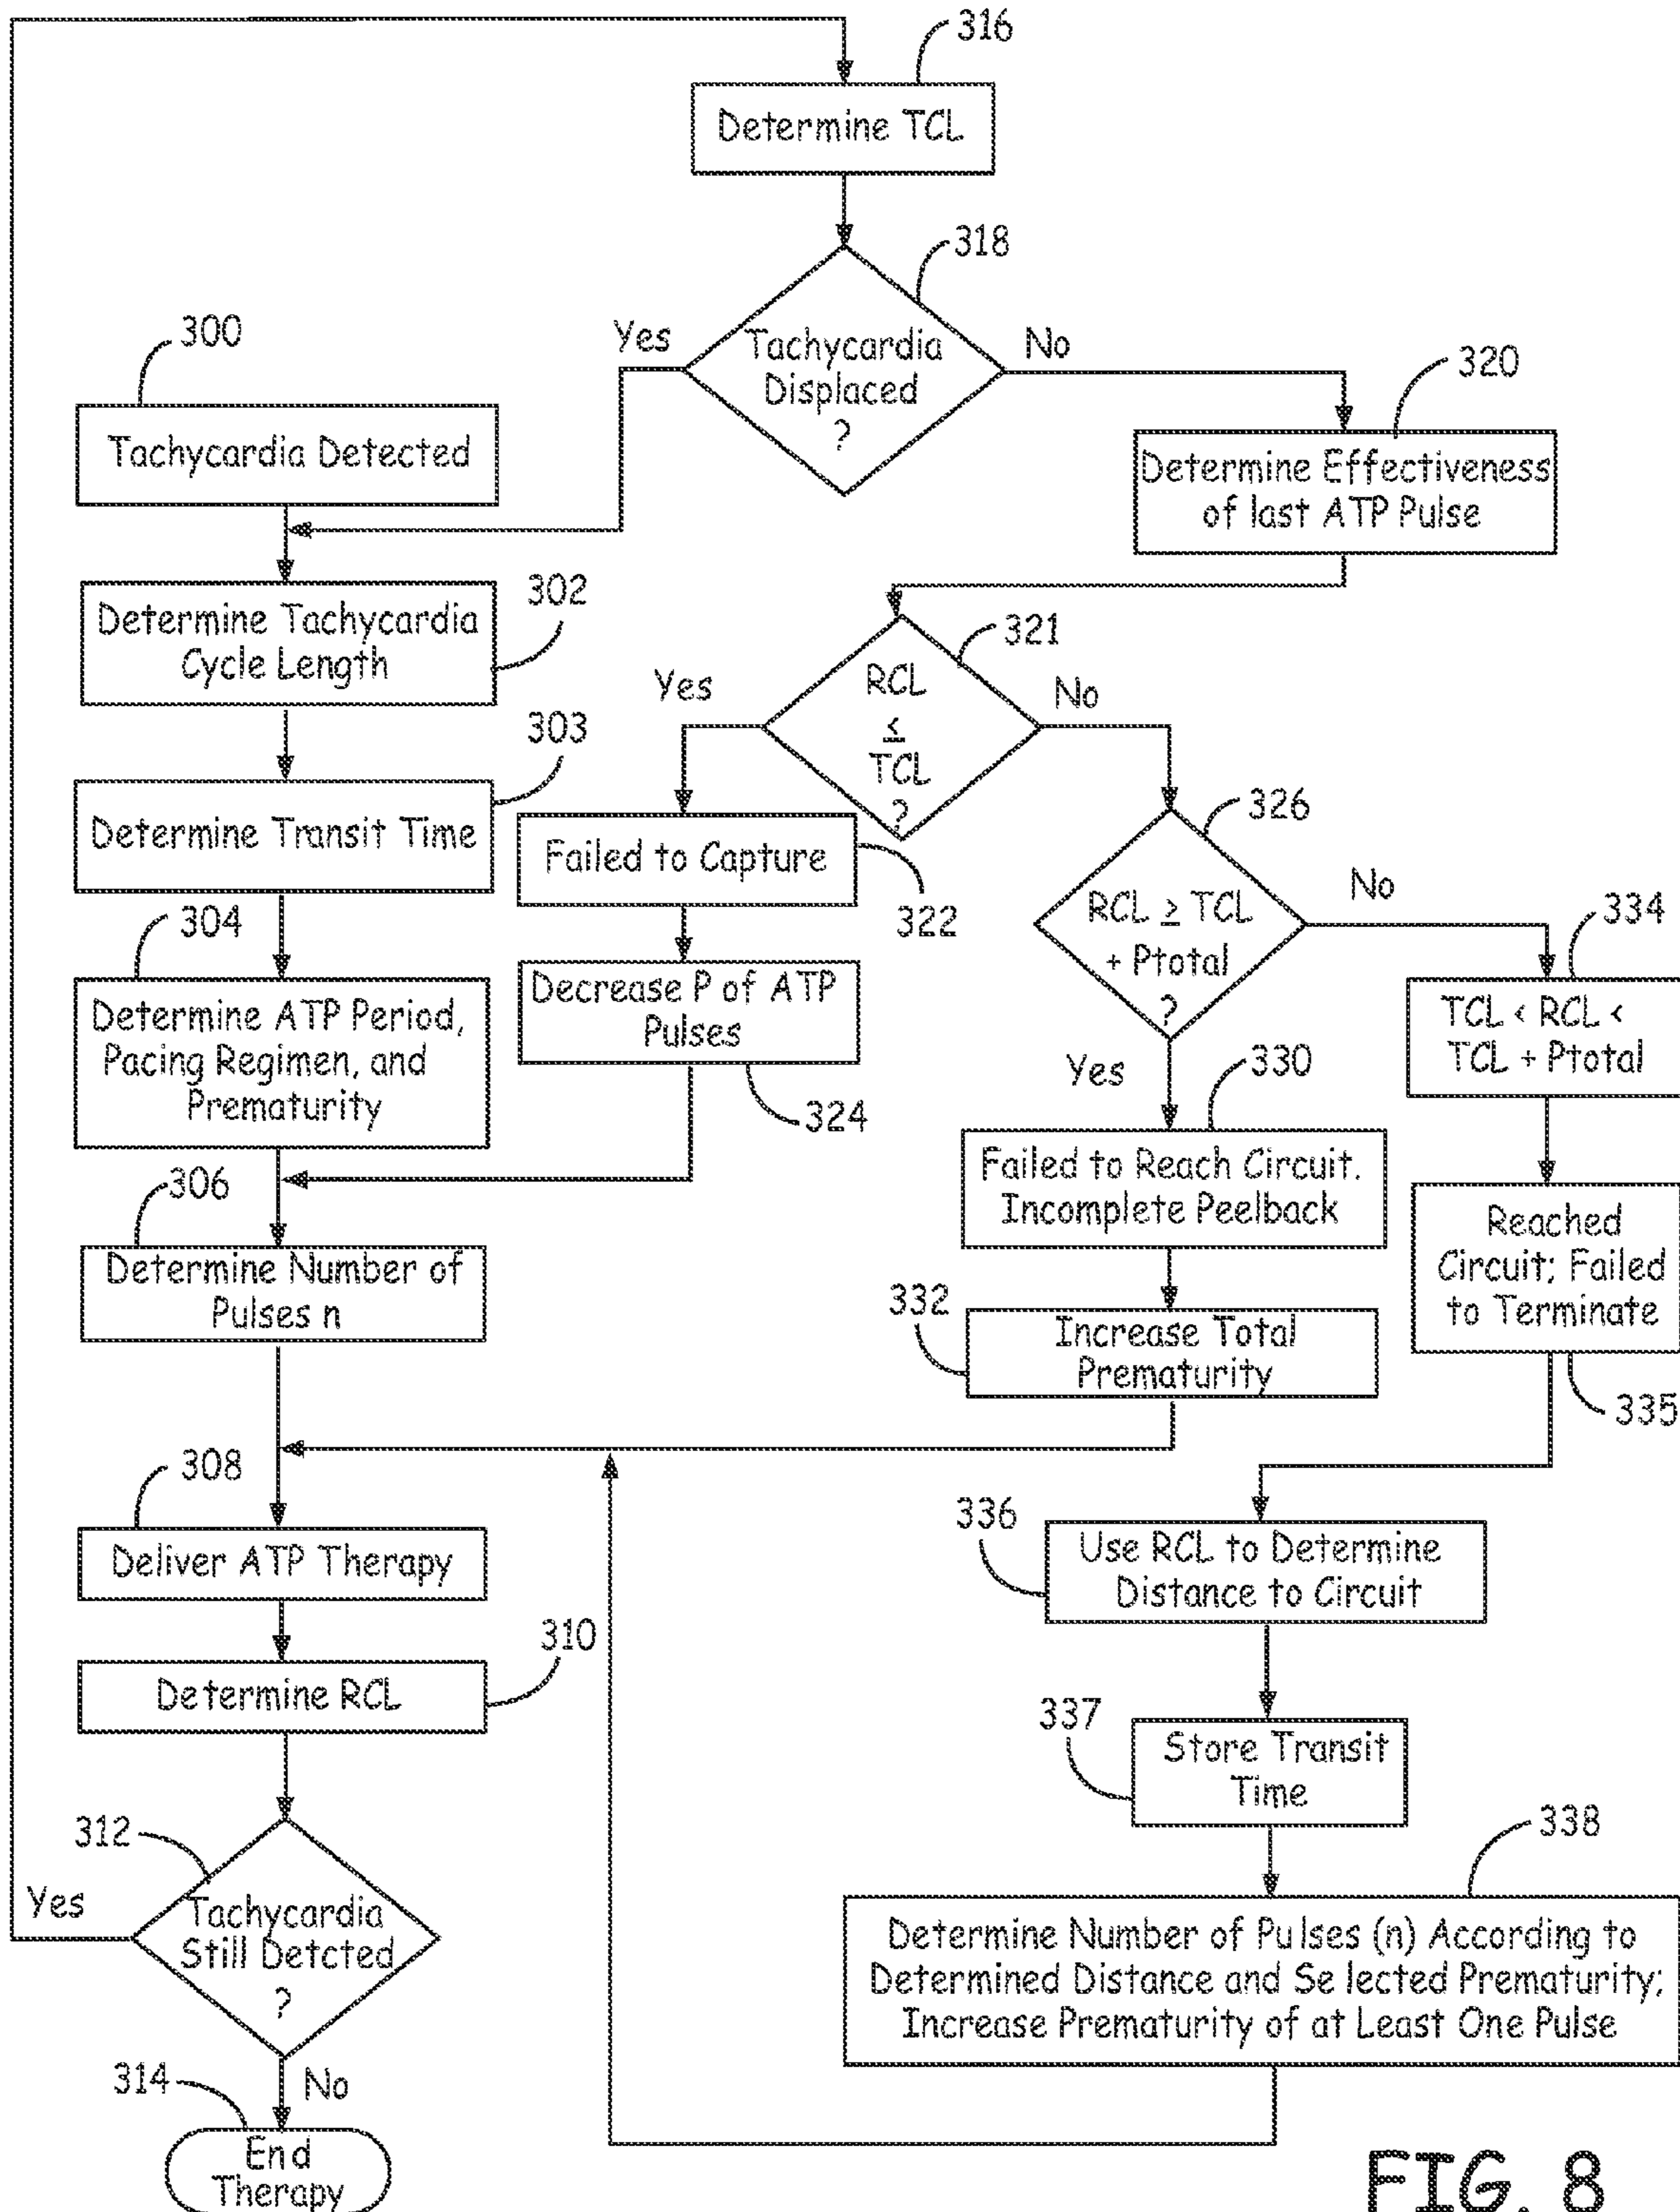 316
Determine TCL
318
Tachycardia
Displaced
?
Yes
No
300
Tachycardia Detected
320
Determine Effectiveness
of last ATP Pulse
302
Determine Tachycardia
Cycle Length
321
RCL
≤
TCL
?
Yes
No
303
Determine Transit Time
Failed to Capture
322
326
RCL ≥ TCL
+ Ptotal
?
No
Yes
334
TCL < RCL <
TCL + Ptotal
304
Determine ATP Period,
Pacing Regimen, and
Prematurity
Decrease P of ATP
Pulses
324
330
Failed to Reach Circuit.
Incomplete Peelback
Reached
Circuit; Failed
to Terminate
335
306
Determine Number of
Pulses n
332
Increase Total
Prematurity
308
Deliver ATP Therapy
336
Use RCL to Determine
Distance to Circuit
310
Determine RCL
337
Store Transit
Time
312
Tachycardia
Still Detcted
?
Yes
No
338
Determine Number of Pulses (n) According to
Determined Distance and Se lected Prematurity;
Increase Prematurity of at Least One Pulse
314
End
Therapy
FIG. 8